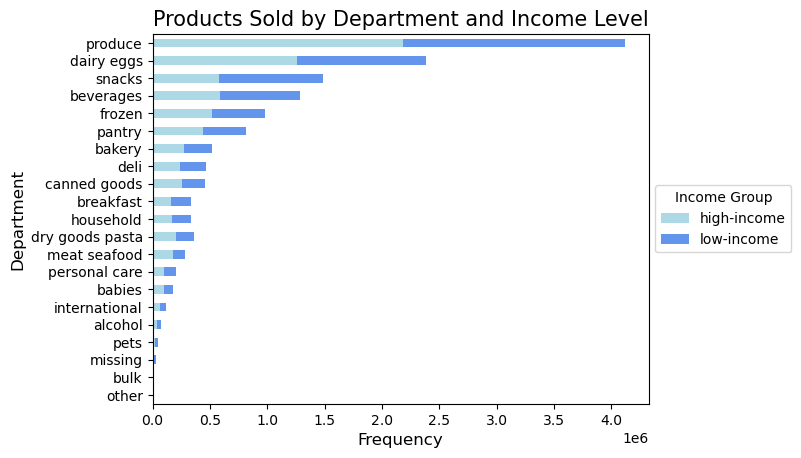 Products Sold by Department and Income Level
Department
produce
dairy eggs
snacks
beverages
frozen
pantry
bakery
deli
canned goods
breakfast
household
dry goods pasta
meat seafood
personal care
babies
international
alcohol
pets
missing
bulk
other
0.0 0.5 1.0 1.5 2.0 2.5 3.0 3.5 4.0
1e6
Frequency
Income Group
high-income
low-income